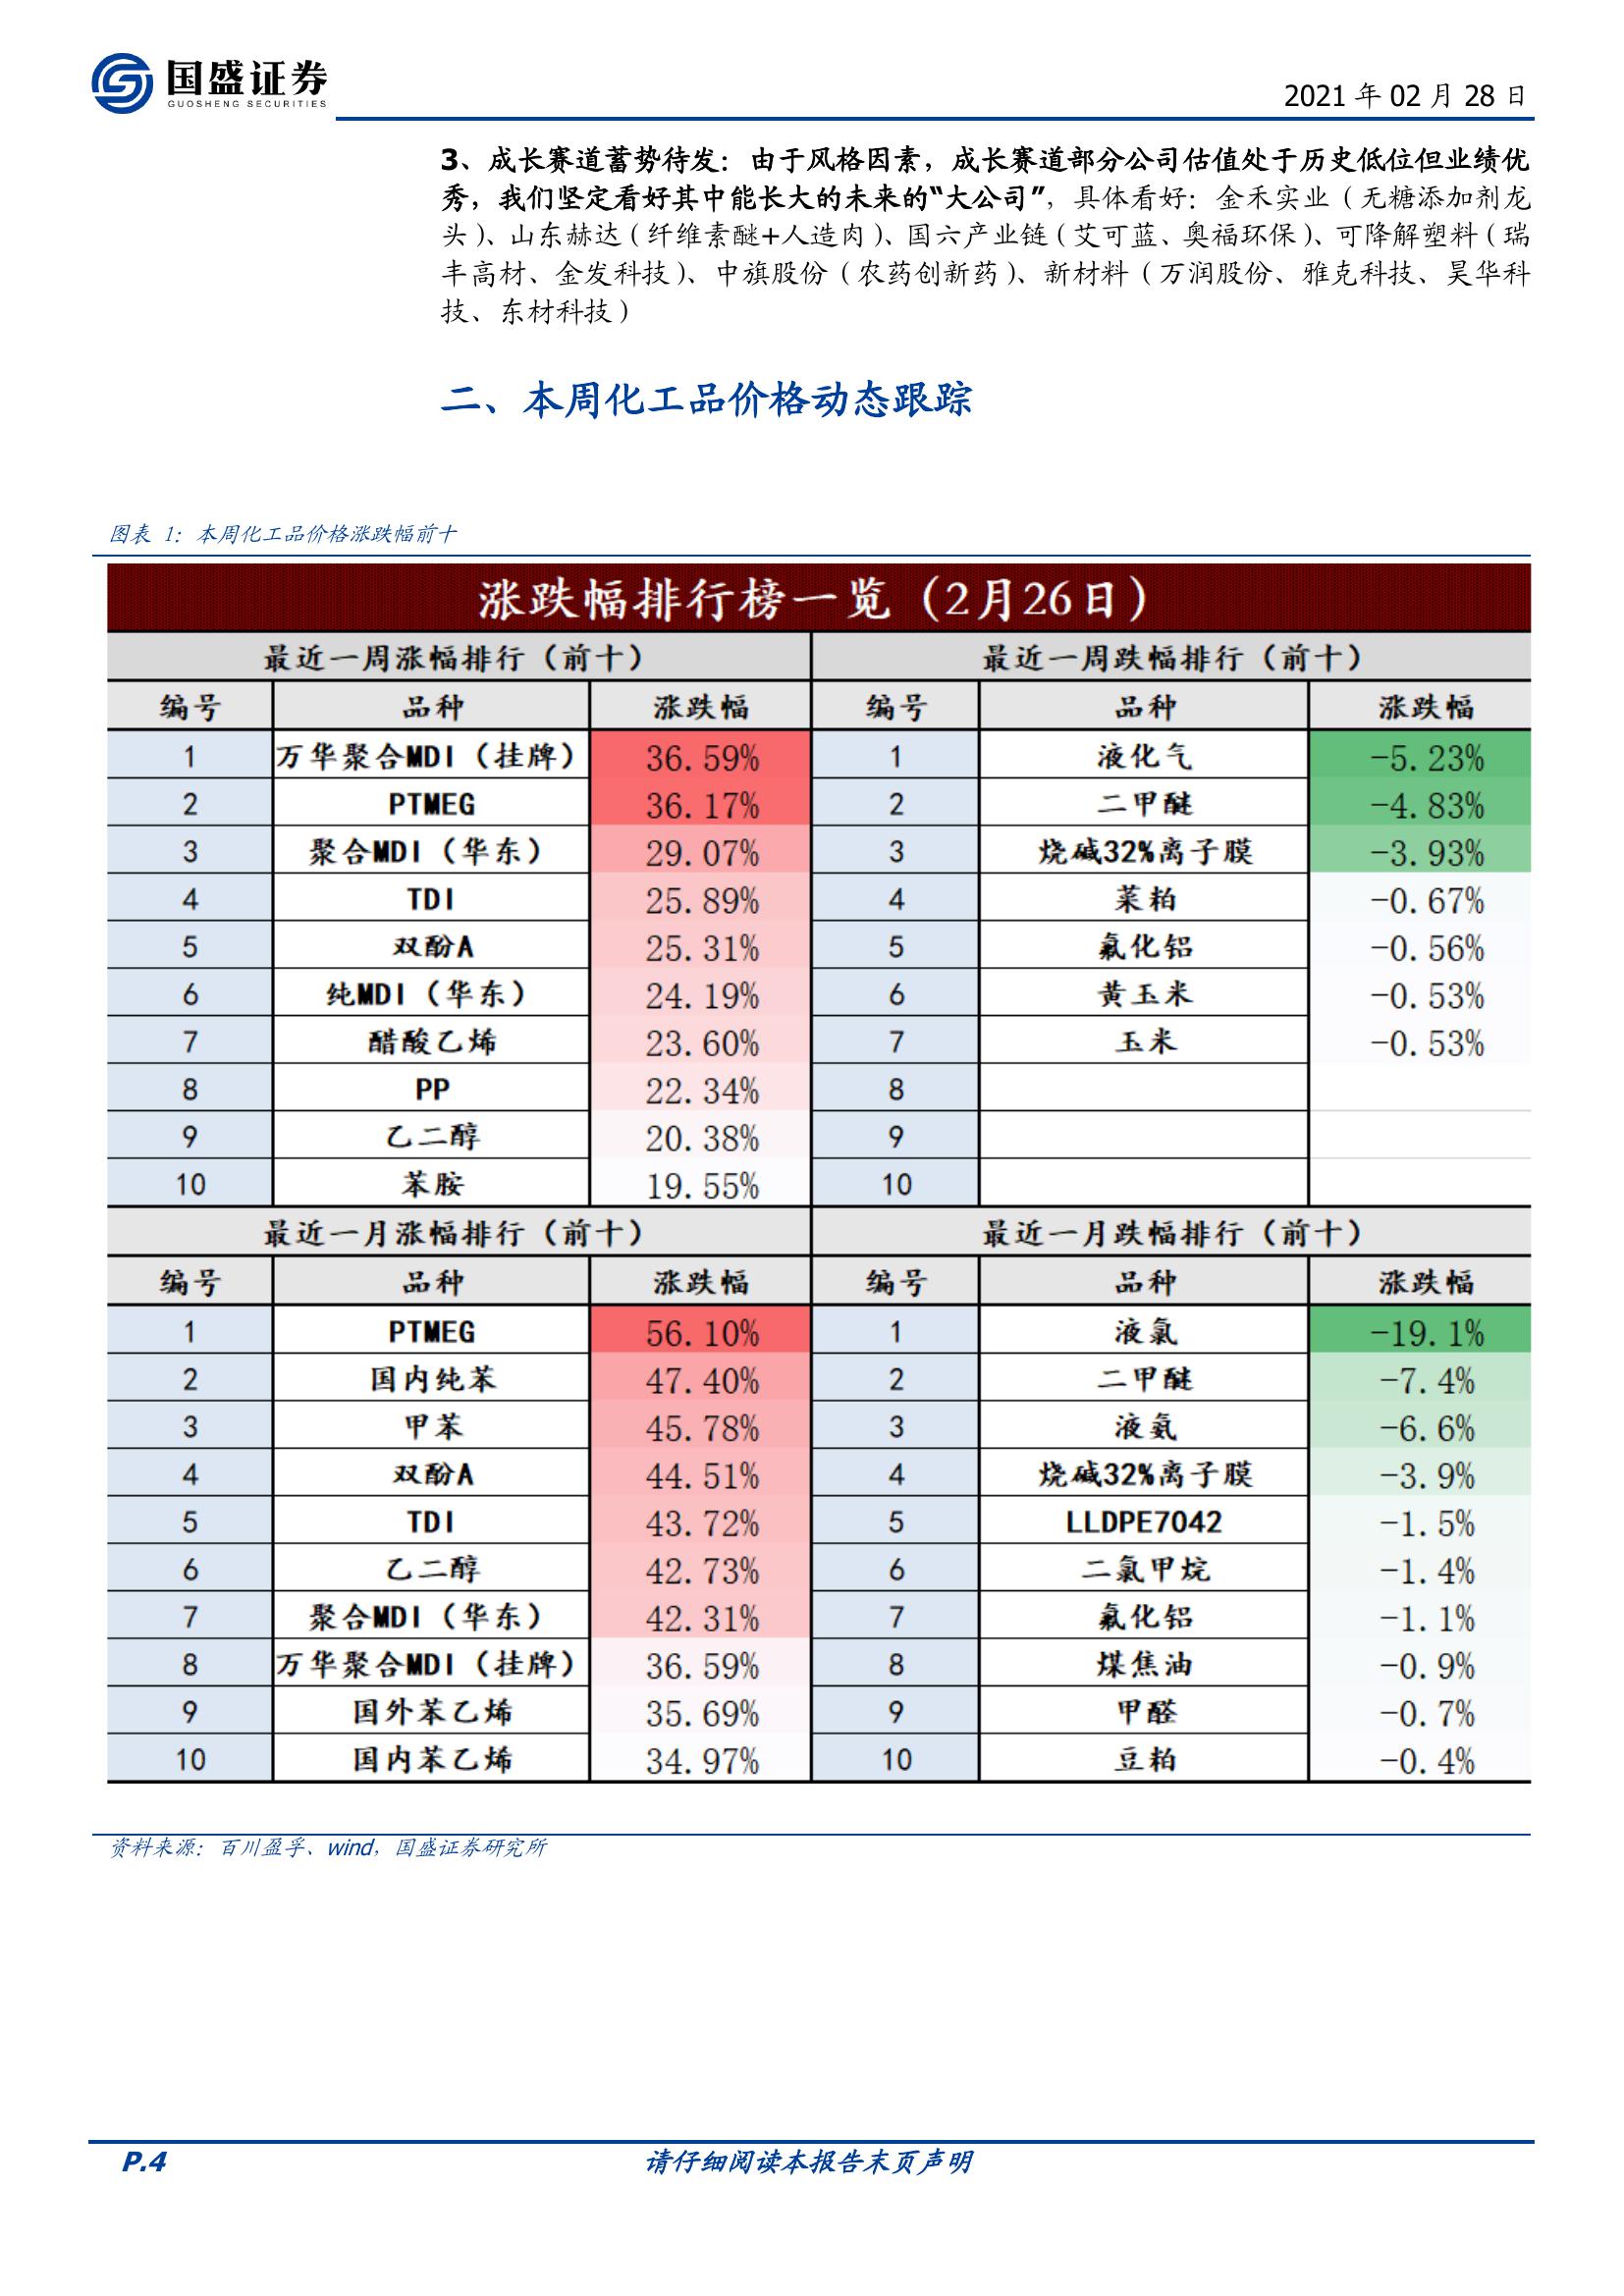 国盛证券
GUOSHENG SECURITIES
2021 年 02 月 28 日
3、成长赛道蓄势待发：由于风格因素，成长赛道部分公司估值处于历史低位但业绩优
秀，我们坚定看好其中能长大的未来的“大公司”，具体看好：金禾实业（无糖添加剂龙
头）、山东赫达（纤维素醚+人造肉）、国六产业链（艾可蓝、奥福环保）、可降解塑料（瑞
丰高材、金发科技）、中旗股份（农药创新药）、新材料（万润股份、雅克科技、昊华科
技、东材科技）
二、本周化工品价格动态跟踪
图表 1：本周化工品价格涨跌幅前十
涨跌幅排行榜一览（2月26日）
最近一周涨幅排行（前十） 最近一周跌幅排行（前十）
编号 品种 涨跌幅 编号 品种 涨跌幅
1 万华聚合MDI（挂牌） 36.59% 1 液化气 -5.23%
2 PTMEG 36.17% 2 二甲醚 -4.83%
3 聚合MDI（华东） 29.07% 3 烧碱32%离子膜 -3.93%
4 TDI 25.89% 4 菜粕 -0.67%
5 双酚A 25.31% 5 氟化铝 -0.56%
6 纯MDI（华东） 24.19% 6 黄玉米 -0.53%
7 醋酸乙烯 23.60% 7 玉米 -0.53%
8 PP 22.34% 8
9 乙二醇 20.38% 9
10 苯胺 19.55% 10
最近一月涨幅排行（前十） 最近一月跌幅排行（前十）
编号 品种 涨跌幅 编号 品种 涨跌幅
1 PTMEG 56.10% 1 液氯 -19.1%
2 国内纯苯 47.40% 2 二甲醚 -7.4%
3 甲苯 45.78% 3 液氨 -6.6%
4 双酚A 44.51% 4 烧碱32%离子膜 -3.9%
5 TDI 43.72% 5 LLDPE7042 -1.5%
6 乙二醇 42.73% 6 二氯甲烷 -1.4%
7 聚合MDI（华东） 42.31% 7 氟化铝 -1.1%
8 万华聚合MDI（挂牌） 36.59% 8 煤焦油 -0.9%
9 国外苯乙烯 35.69% 9 甲醛 -0.7%
10 国内苯乙烯 34.97% 10 豆粕 -0.4%
资料来源：百川盈孚、wind，国盛证券研究所
P.4 请仔细阅读本报告末页声明